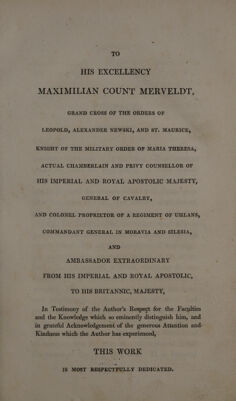 TO
HIS EXCELLENCY
MAXIMILIAN COUNT MERVELDT,
GRAND CROSS OF THE ORDERS OF
LEOPOLD, ALEXANDER NEWSKI, AND ST. MAURICE,
KNIGHT OF THE MILITARY ORDER OF MARIA THERESA,
ACTUAL CHAMBERLAIN AND PRIVY COUNSELLOR OF
HIS IMPERIAL AND ROYAL APOSTOLIC MAJESTY,
GENERAL OF CAVALRY,
AND COLONEL PROPRIETOR OF A REGIMENT OF UHLANS,
COMMANDANT GENERAL IN MORAVIA AND SILESIA,
AND
AMBASSADOR EXTRAORDINARY
FROM HIS IMPERIAL AND ROYAL APOSTOLIC,
TO HIS BRITANNIC, MAJESTY,
In Testimony of the Author's Respect for the Faculties
and the Knowledge which so eminently distinguish him, and
in grateful Acknowledgement of the generous Attention and
Kindness which the Author has experienced,
THIS WORK
IS MOST RESPECTFULLY DEDICATED.